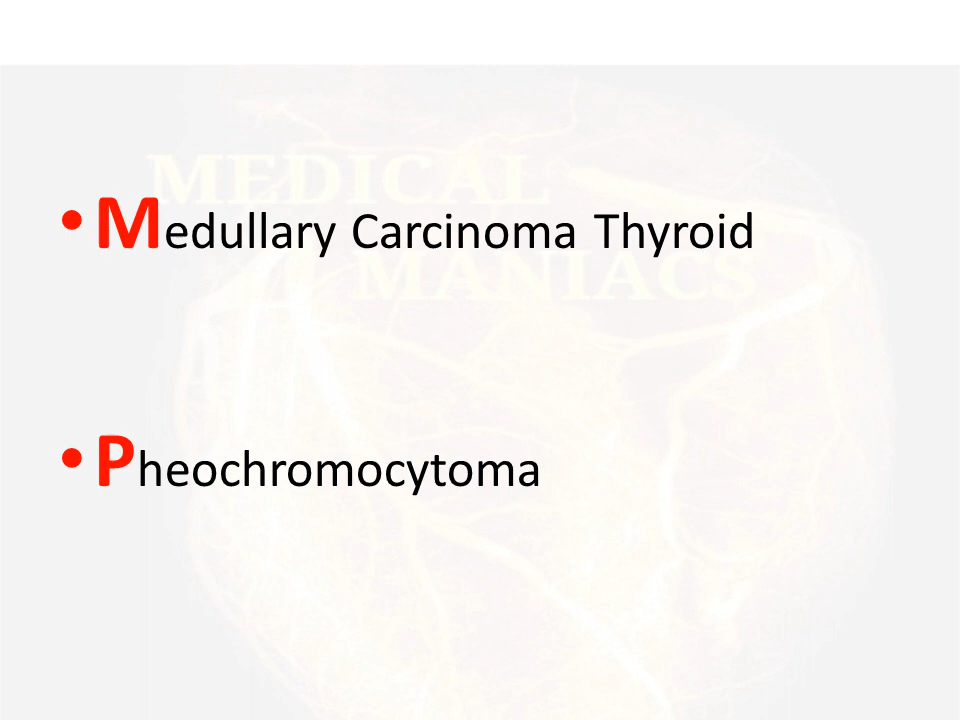 MEDICAL
• Medullary Carcinoma Thyroid
MANIACS
• Pheochromocytoma